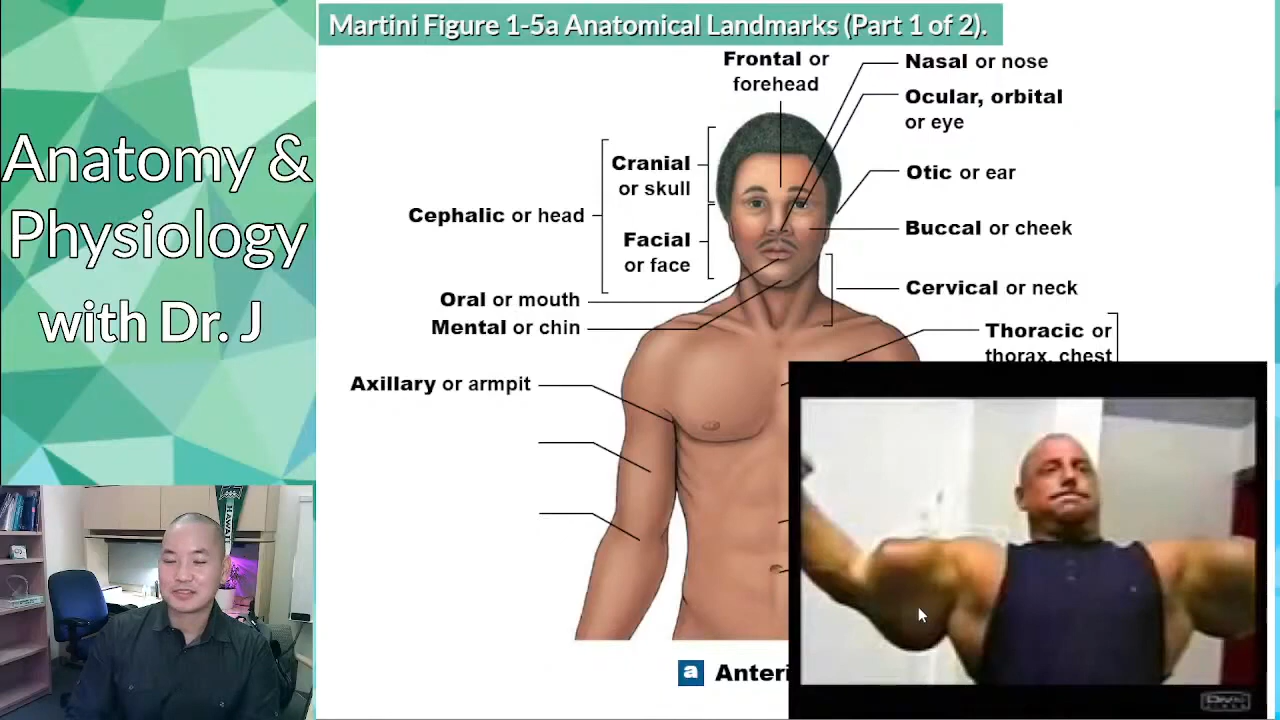 Martini Figure 1-5a Anatomical Landmarks (Part 1 of 2).
Anatomy &
Physiology
with Dr. J
HAWAII
Frontal or
forehead
Nasal or nose
Ocular, orbital
or eye
Cranial
or skull
Otic or ear
Cephalic or head
Buccal or cheek
Facial
or face
Cervical or neck
Oral or mouth
Mental or chin
Thoracic or
thorax, chest
Axillary or armpit
a Anteri